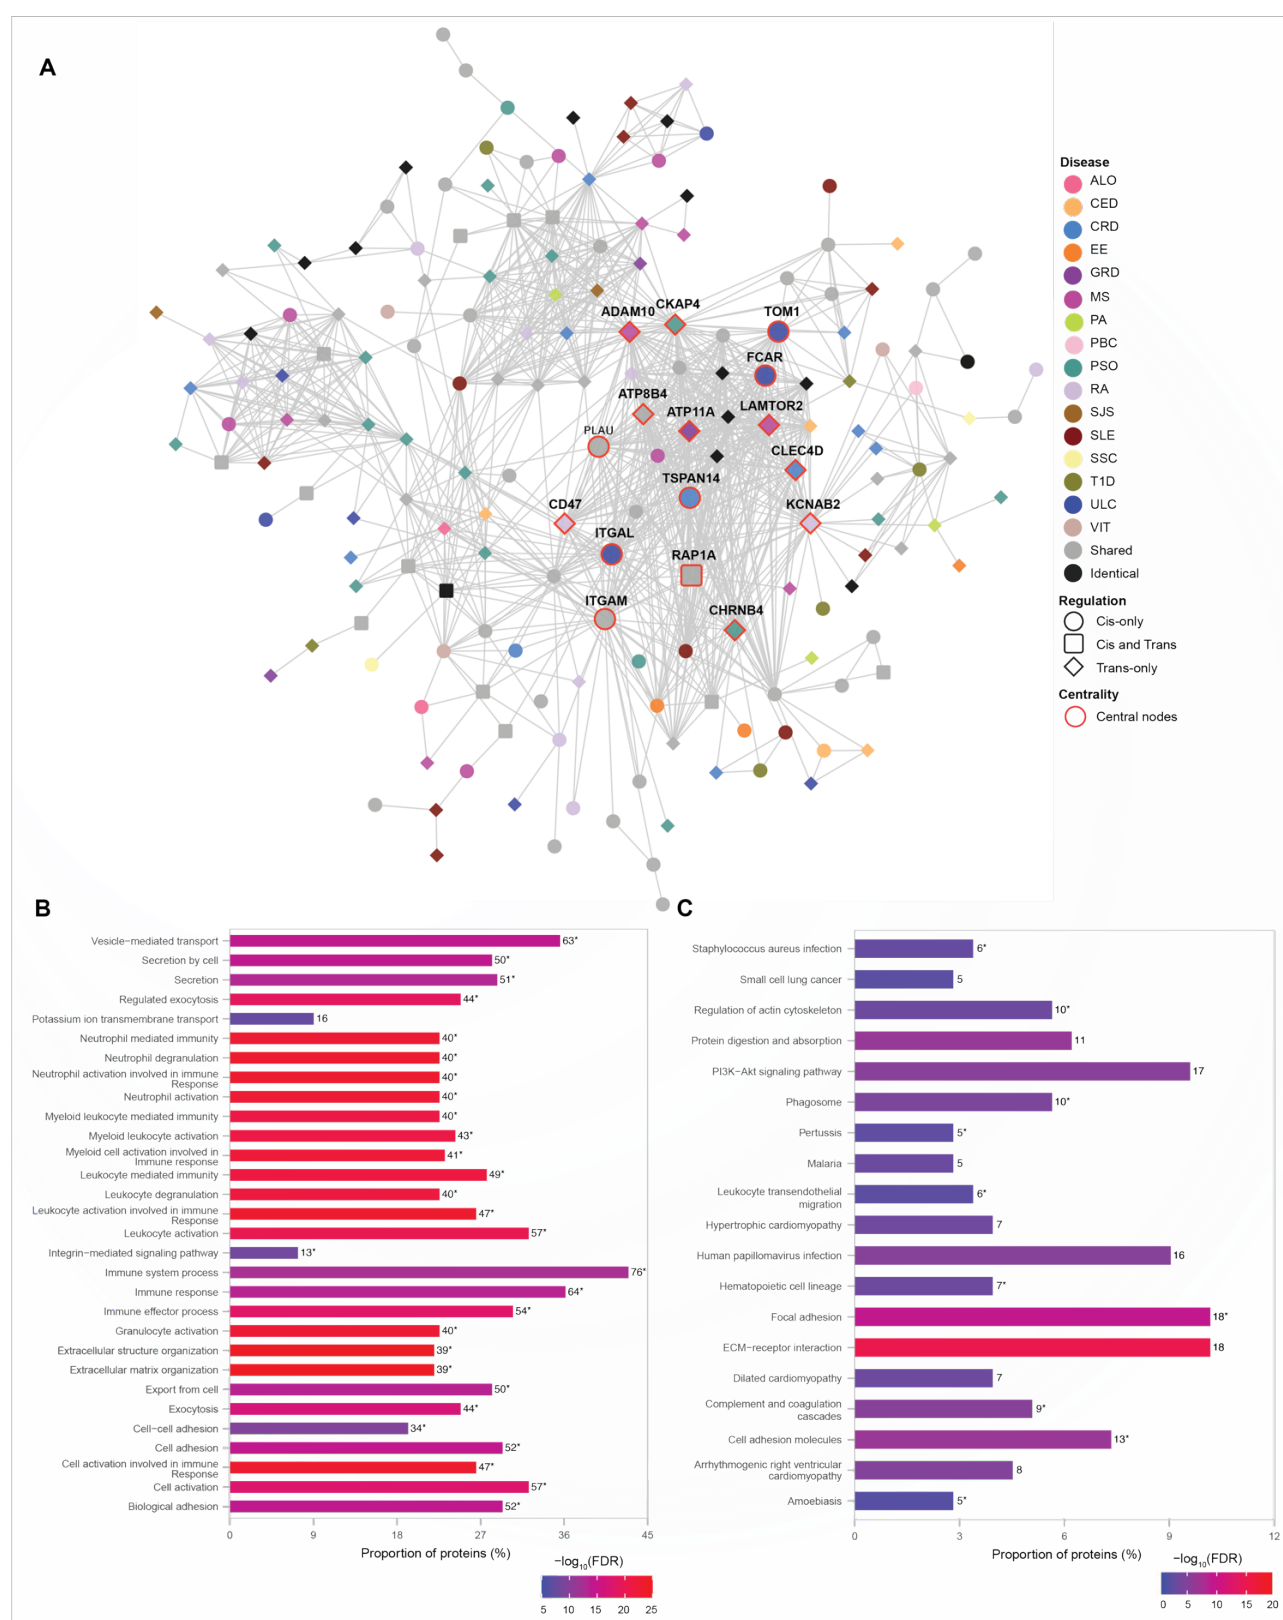 A
ADAM10
CKAP4
TOM1
FCAR
ATP8B4
ATP11A
LAMTOR2
PLAU
CLEC4D
TSPAN14
CD47
KCNAB2
ITGAL
RAP1A
ITGAM
CHRNB4
Disease
ALO
CED
CRD
EE
GRD
MS
PA
PBC
PSO
RA
SJS
SLE
SSC
T1D
ULC
VIT
Shared
Identical
Regulation
Cis-only
Cis and Trans
Trans-only
Centrality
Central nodes
B
Vesicle−mediated transport 63*
Secretion by cell 50*
Secretion 51*
Regulated exocytosis 44*
Potassium ion transmembrane transport 16
Neutrophil mediated immunity 40*
Neutrophil degranulation 40*
Neutrophil activation involved in immune
Response 40*
Neutrophil activation 40*
Myeloid leukocyte mediated immunity 40*
Myeloid leukocyte activation 43*
Myeloid cell activation involved in
Immune response 41*
Leukocyte mediated immunity 49*
Leukocyte degranulation 40*
Leukocyte activation involved in immune
Response 47*
Leukocyte activation 57*
Integrin−mediated signaling pathway 13*
Immune system process 76*
Immune response 64*
Immune effector process 54*
Granulocyte activation 40*
Extracellular structure organization 39*
Extracellular matrix organization 39*
Export from cell 50*
Exocytosis 44*
Cell−cell adhesion 34*
Cell adhesion 52*
Cell activation involved in immune
Response 47*
Cell activation 57*
Biological adhesion 52*
0 9 18 27 36 45
Proportion of proteins (%)
−log10(FDR)
5 10 15 20 25
C
Staphylococcus aureus infection 6*
Small cell lung cancer 5
Regulation of actin cytoskeleton 10*
Protein digestion and absorption 11
PI3K−Akt signaling pathway 17
Phagosome 10*
Pertussis 5*
Malaria 5
Leukocyte transendothelial
migration 6*
Hypertrophic cardiomyopathy 7
Human papillomavirus infection 16
Hematopoietic cell lineage 7*
Focal adhesion 18*
ECM−receptor interaction 18
Dilated cardiomyopathy 7
Complement and coagulation
cascades 9*
Cell adhesion molecules 13*
Arrhythmogenic right ventricular
cardiomyopathy 8
Amoebiasis 5*
0 3 6 9 12
Proportion of proteins (%)
−log10(FDR)
0 5 10 15 20